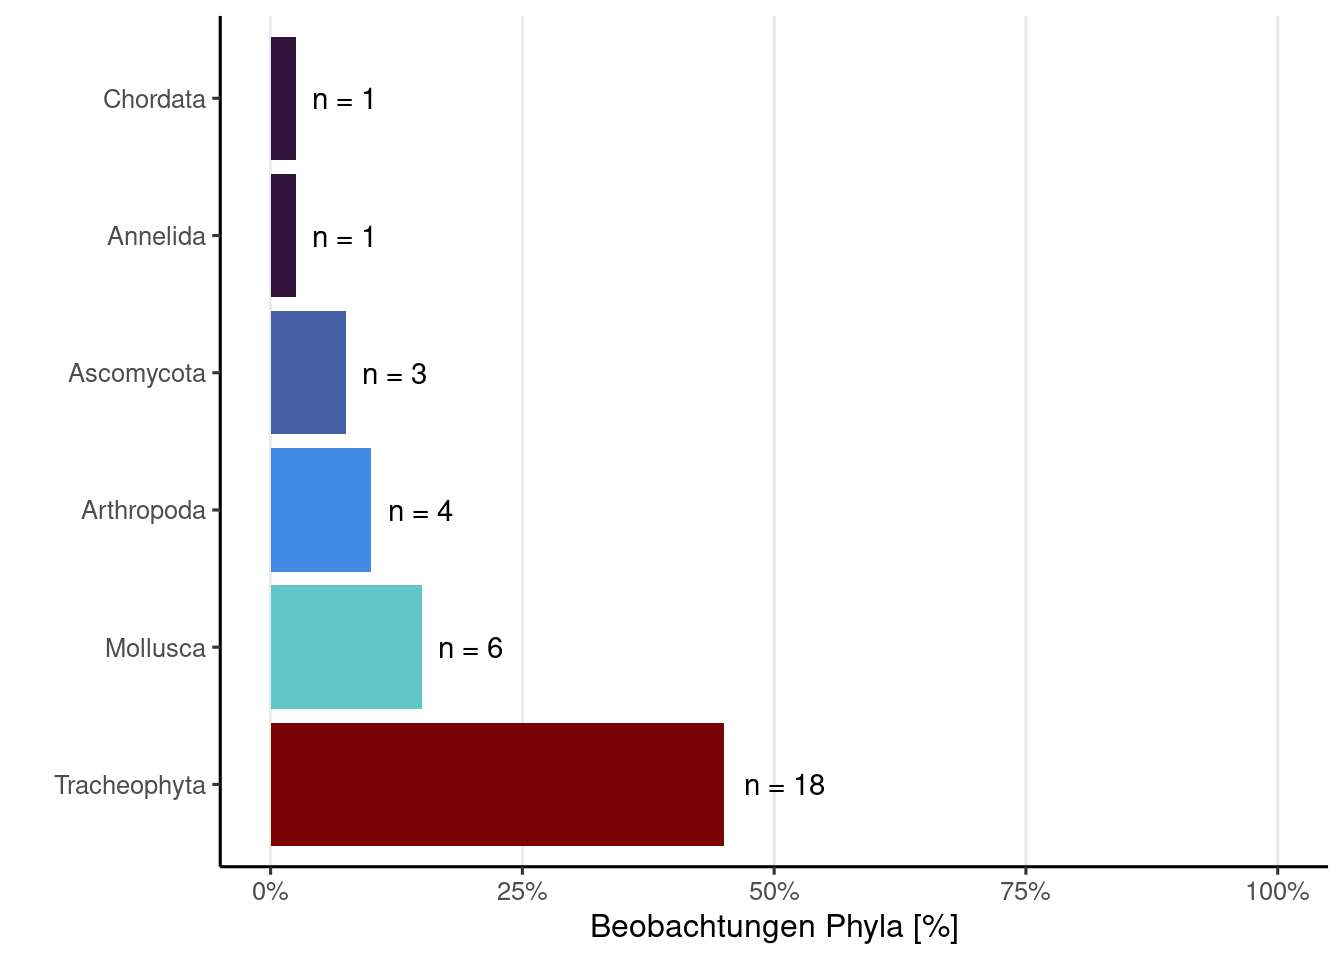 Chordata
n = 1
Annelida
n = 1
Ascomycota
n = 3
Arthropoda
n = 4
Mollusca
n = 6
Tracheophyta
n = 18
0% 25% 50% 75% 100%
Beobachtungen Phyla [%]